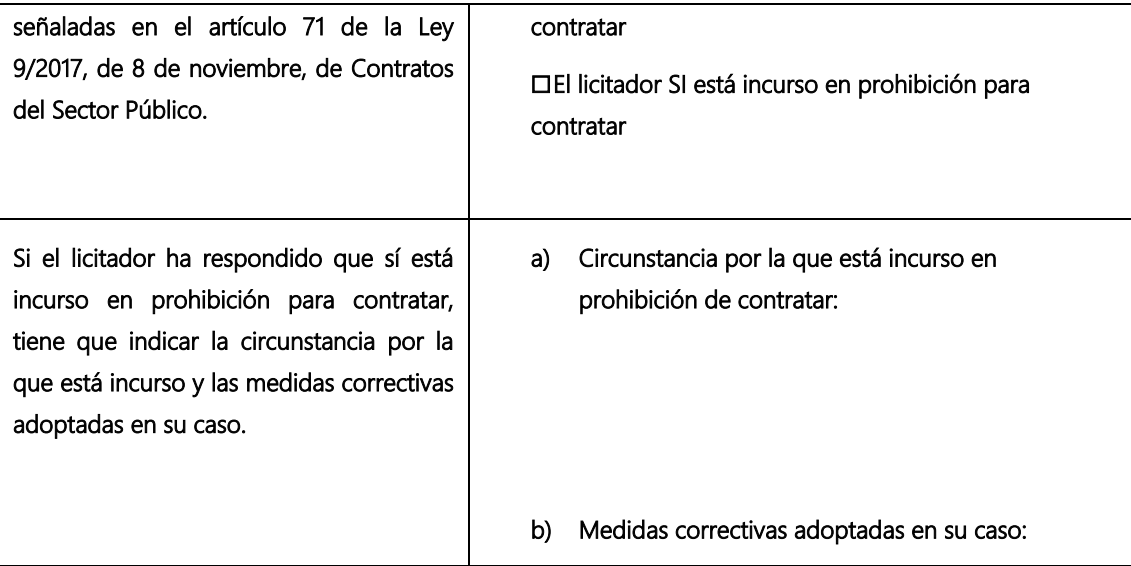 señaladas en el artículo 71 de la Ley
9/2017, de 8 de noviembre, de Contratos
del Sector Público.
contratar
☐El licitador SI está incurso en prohibición para
contratar
Si el licitador ha respondido que sí está
incurso en prohibición para contratar,
tiene que indicar la circunstancia por la
que está incurso y las medidas correctivas
adoptadas en su caso.
a) Circunstancia por la que está incurso en
prohibición de contratar:
b) Medidas correctivas adoptadas en su caso: